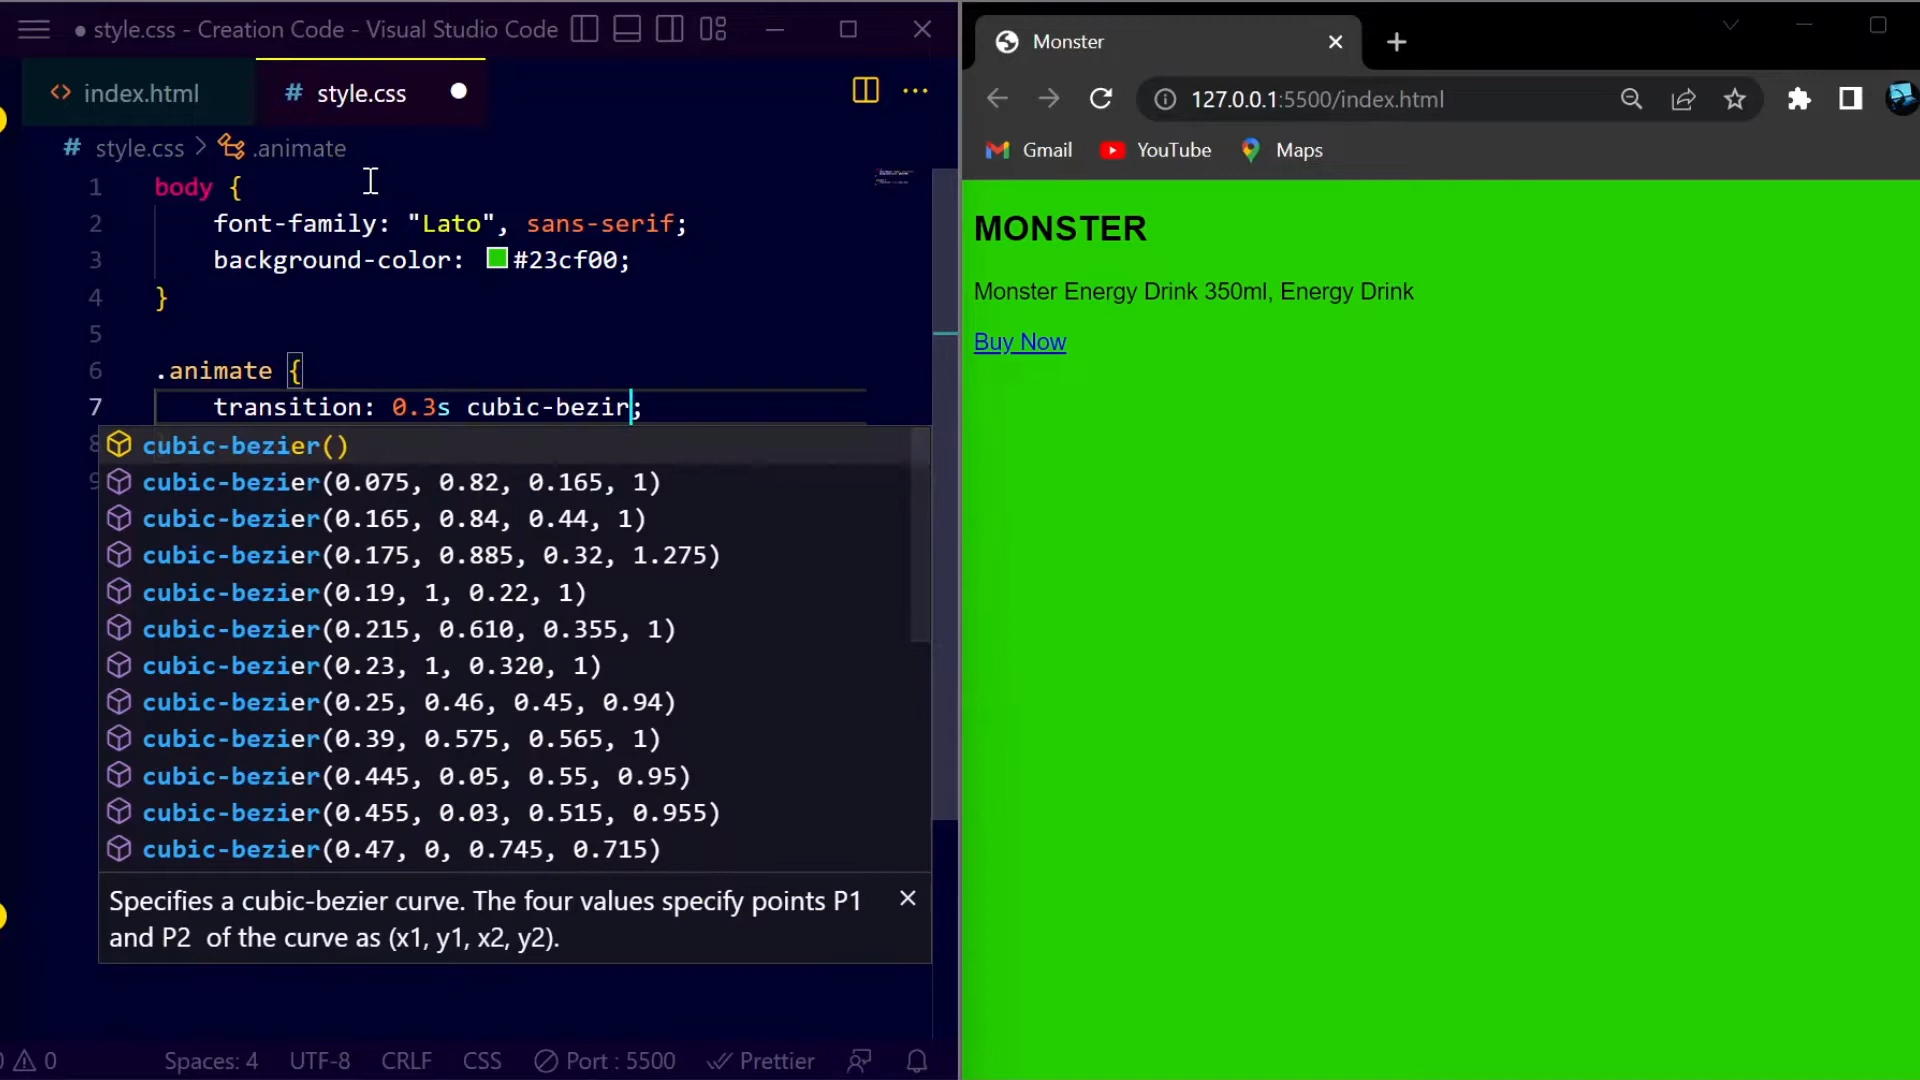 style.css - Creation Code - Visual Studio Code
index.html
# style.css
# style.css > .animate
1 body {
2 font-family: "Lato", sans-serif;
3 background-color: #23cf00;
4 }
5
6 .animate {
7 transition: 0.3s cubic-bezir;
8
9
cubic-bezier()
cubic-bezier(0.075, 0.82, 0.165, 1)
cubic-bezier(0.165, 0.84, 0.44, 1)
cubic-bezier(0.175, 0.885, 0.32, 1.275)
cubic-bezier(0.19, 1, 0.22, 1)
cubic-bezier(0.215, 0.610, 0.355, 1)
cubic-bezier(0.23, 1, 0.320, 1)
cubic-bezier(0.25, 0.46, 0.45, 0.94)
cubic-bezier(0.39, 0.575, 0.565, 1)
cubic-bezier(0.445, 0.05, 0.55, 0.95)
cubic-bezier(0.455, 0.03, 0.515, 0.955)
cubic-bezier(0.47, 0, 0.745, 0.715)
Specifies a cubic-bezier curve. The four values specify points P1
and P2 of the curve as (x1, y1, x2, y2).
0 Spaces: 4 UTF-8 CRLF CSS Port : 5500 Prettier
Monster
127.0.0.1:5500/index.html
Gmail YouTube Maps
MONSTER
Monster Energy Drink 350ml, Energy Drink
Buy Now